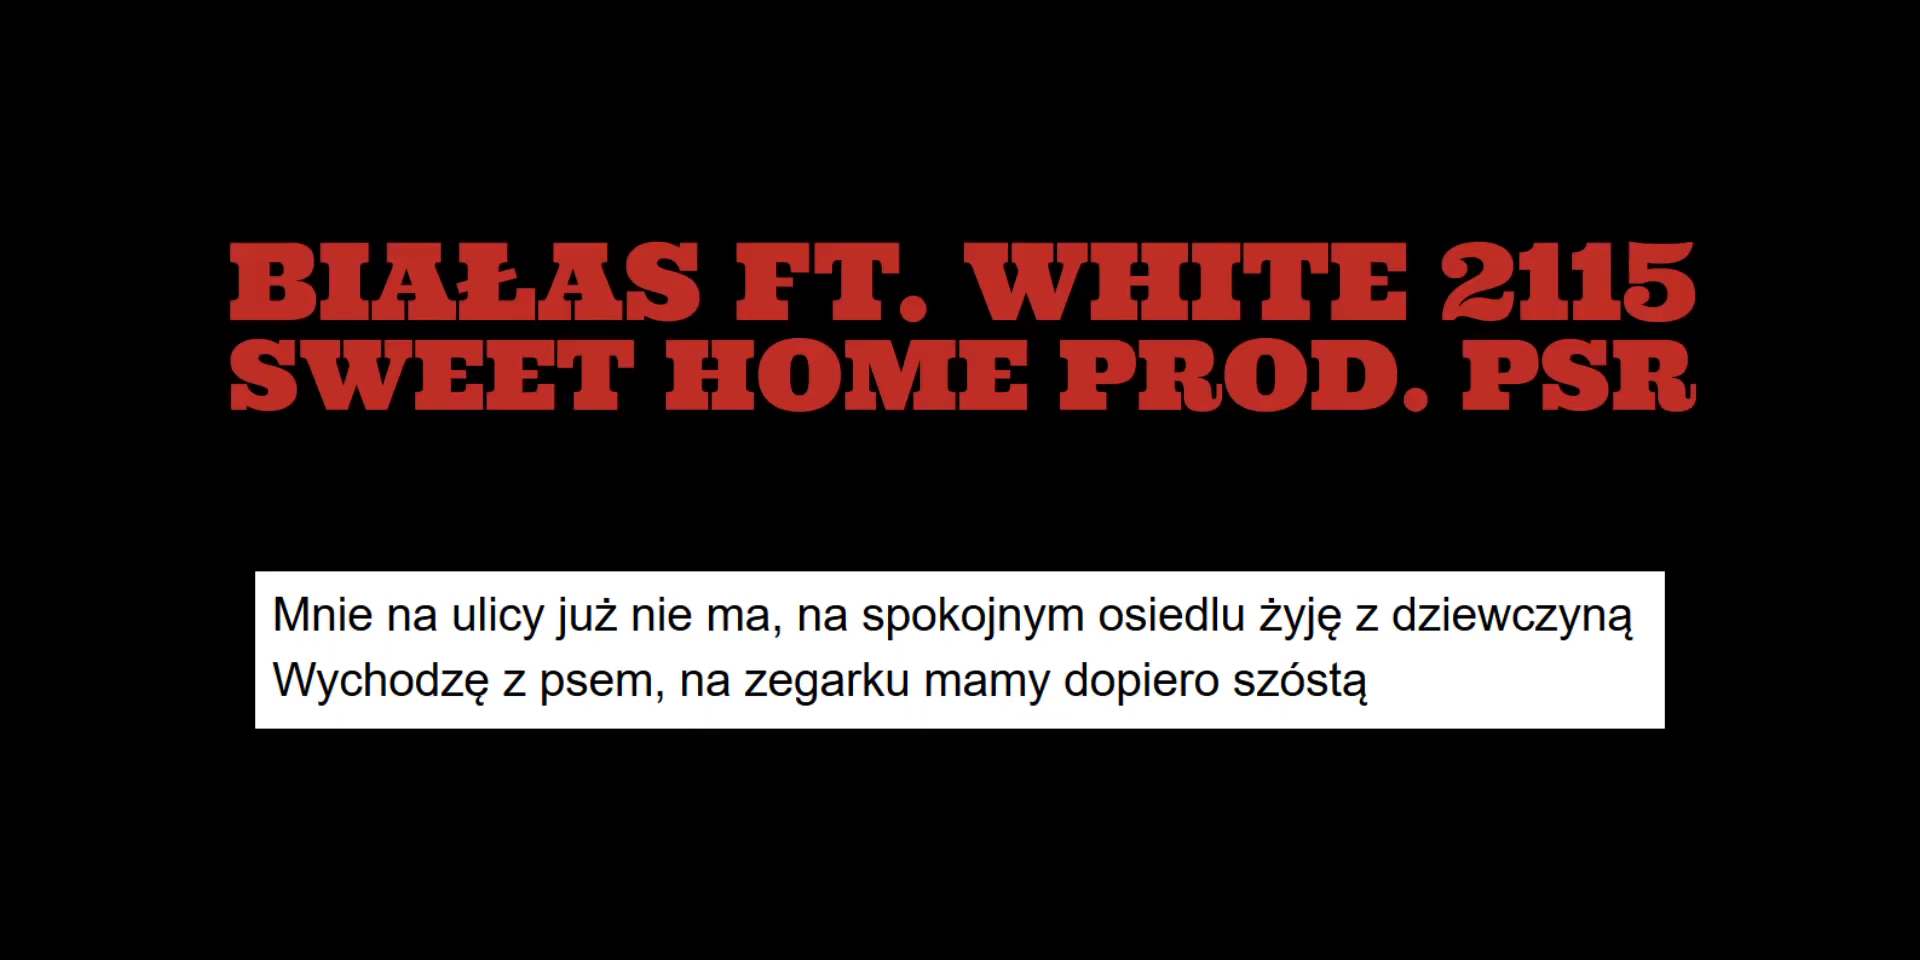 BIAŁAS FT. WHITE 2115
SWEET HOME PROD. PSR
Mnie na ulicy już nie ma, na spokojnym osiedlu żyję z dziewczyną
Wychodzę z psem, na zegarku mamy dopiero szóstą